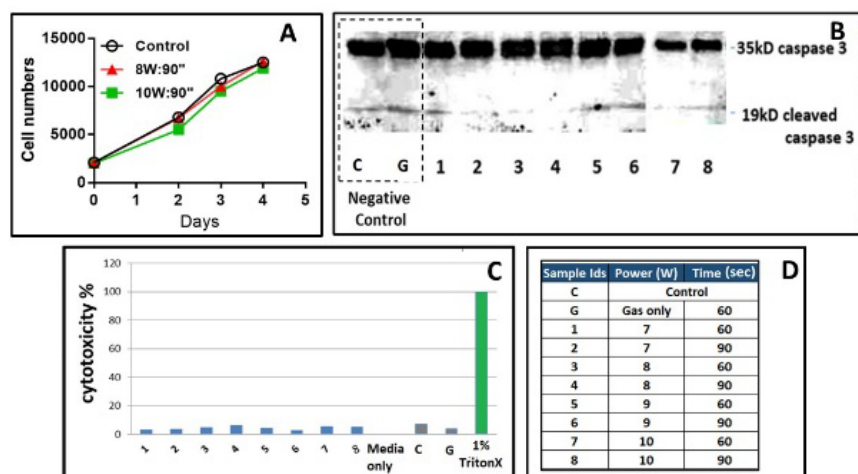 A
15000
10000
5000
0
Cell numbers
Control
8W:90"
10W:90"
0 1 2 3 4 5
Days
B
35kD caspase 3
19kD cleaved
caspase 3
C G 1 2 3 4 5 6 7 8
Negative
Control
C
120
100
80
60
40
20
0
cytotoxicity %
1 2 3 4 5 6 7 8 Media only C G 1% TritonX
D
Sample Ids Power (W) Time (sec)
C Control
G Gas only 60
1 7 60
2 7 90
3 8 60
4 8 90
5 9 60
6 9 90
7 10 60
8 10 90